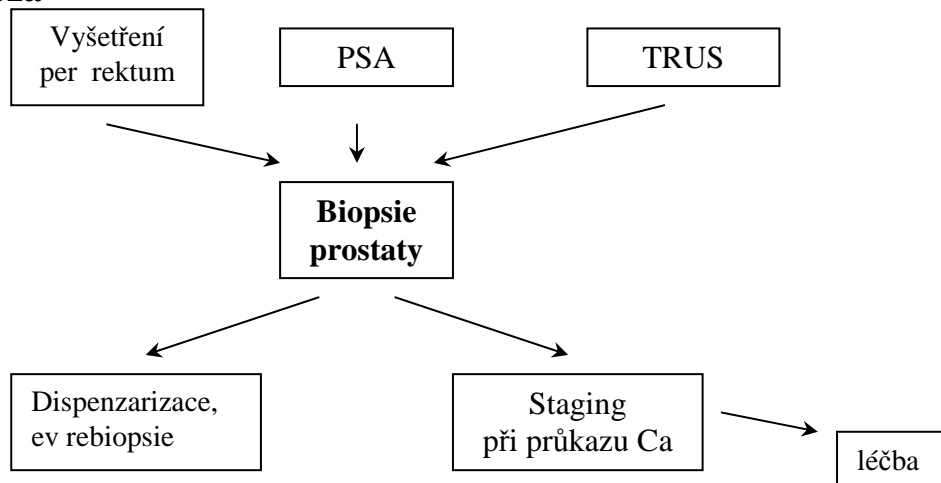 Vyšetření
per rektum
PSA
TRUS
Biopsie
prostaty
Dispenzarizace,
ev rebiopsie
Staging
při průkazu Ca
léčba